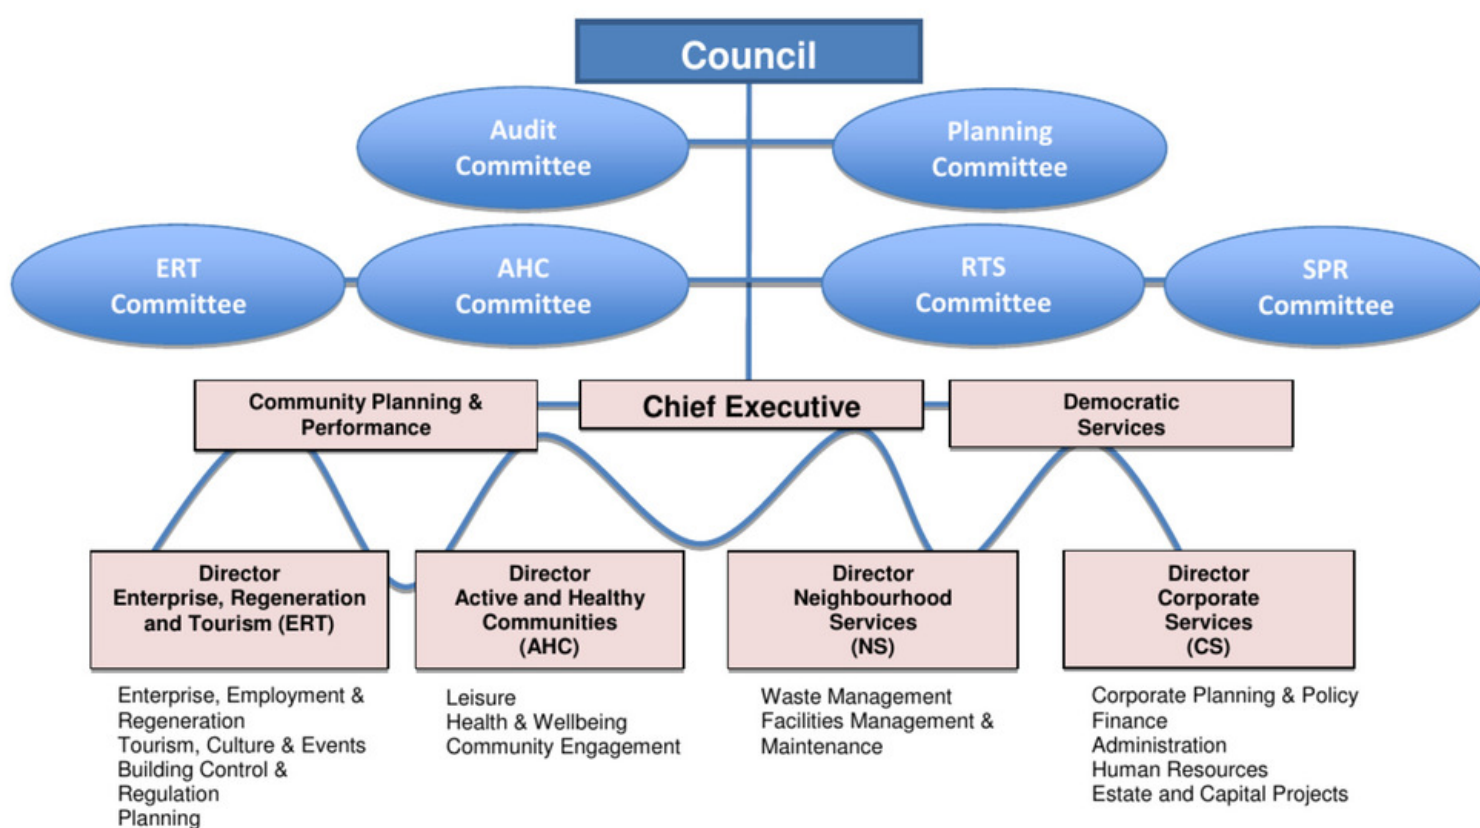 Council
Audit
Committee
Planning
Committee
ERT
Committee
AHC
Committee
RTS
Committee
SPR
Committee
Community Planning &
Performance
Chief Executive
Democratic
Services
Director
Enterprise, Regeneration
and Tourism (ERT)
Director
Active and Healthy
Communities
(AHC)
Director
Neighbourhood
Services
(NS)
Director
Corporate
Services
(CS)
Enterprise, Employment &
Regeneration
Tourism, Culture & Events
Building Control &
Regulation
Planning
Leisure
Health & Wellbeing
Community Engagement
Waste Management
Facilities Management &
Maintenance
Corporate Planning & Policy
Finance
Administration
Human Resources
Estate and Capital Projects